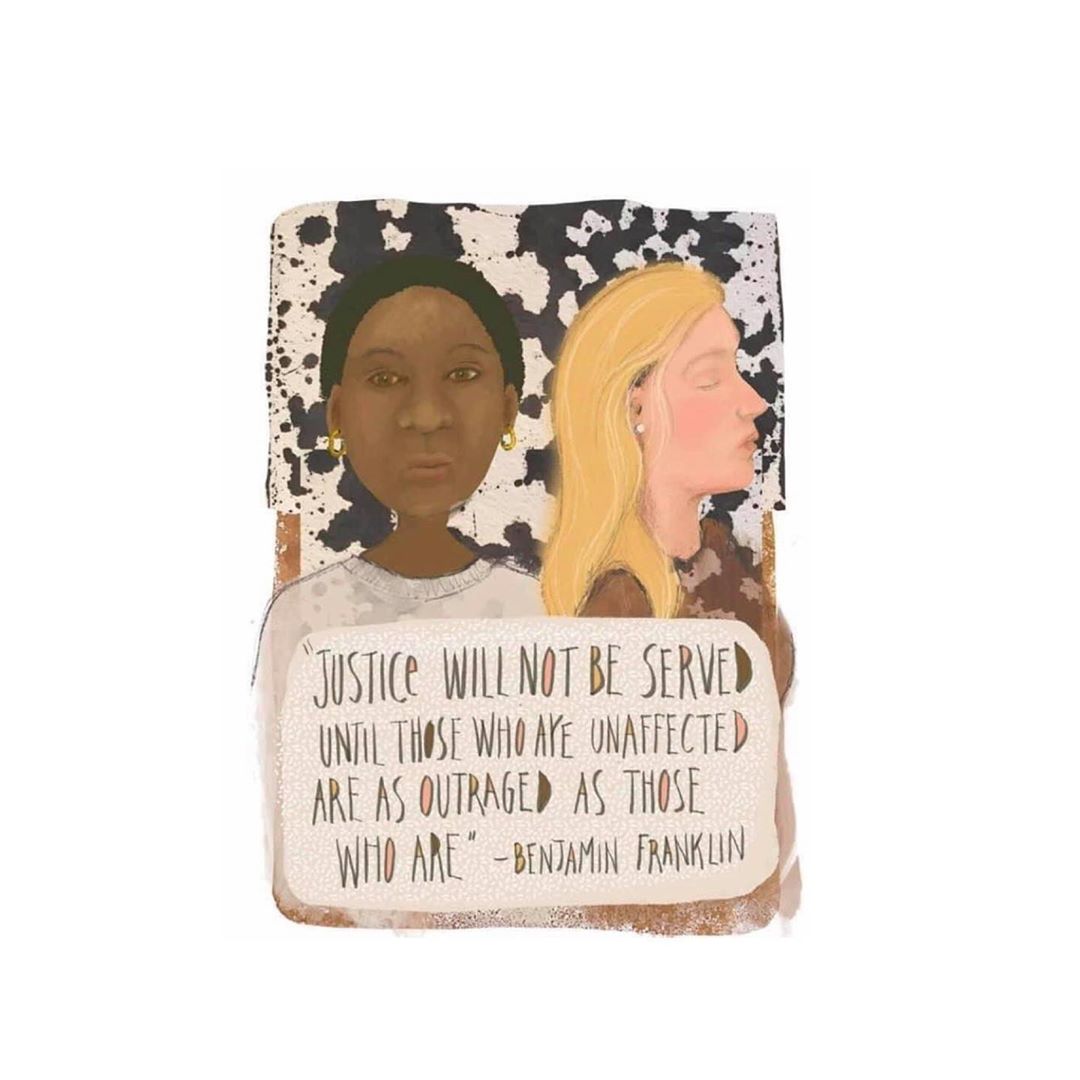 "JUSTICe WILL NOT BE SERVED
UNTIL THOSE WHO ARE UNAFFECTED
ARE AS OUTRAGED AS THOSE
WHO ARE" -BENJAMIN FRANKLIN